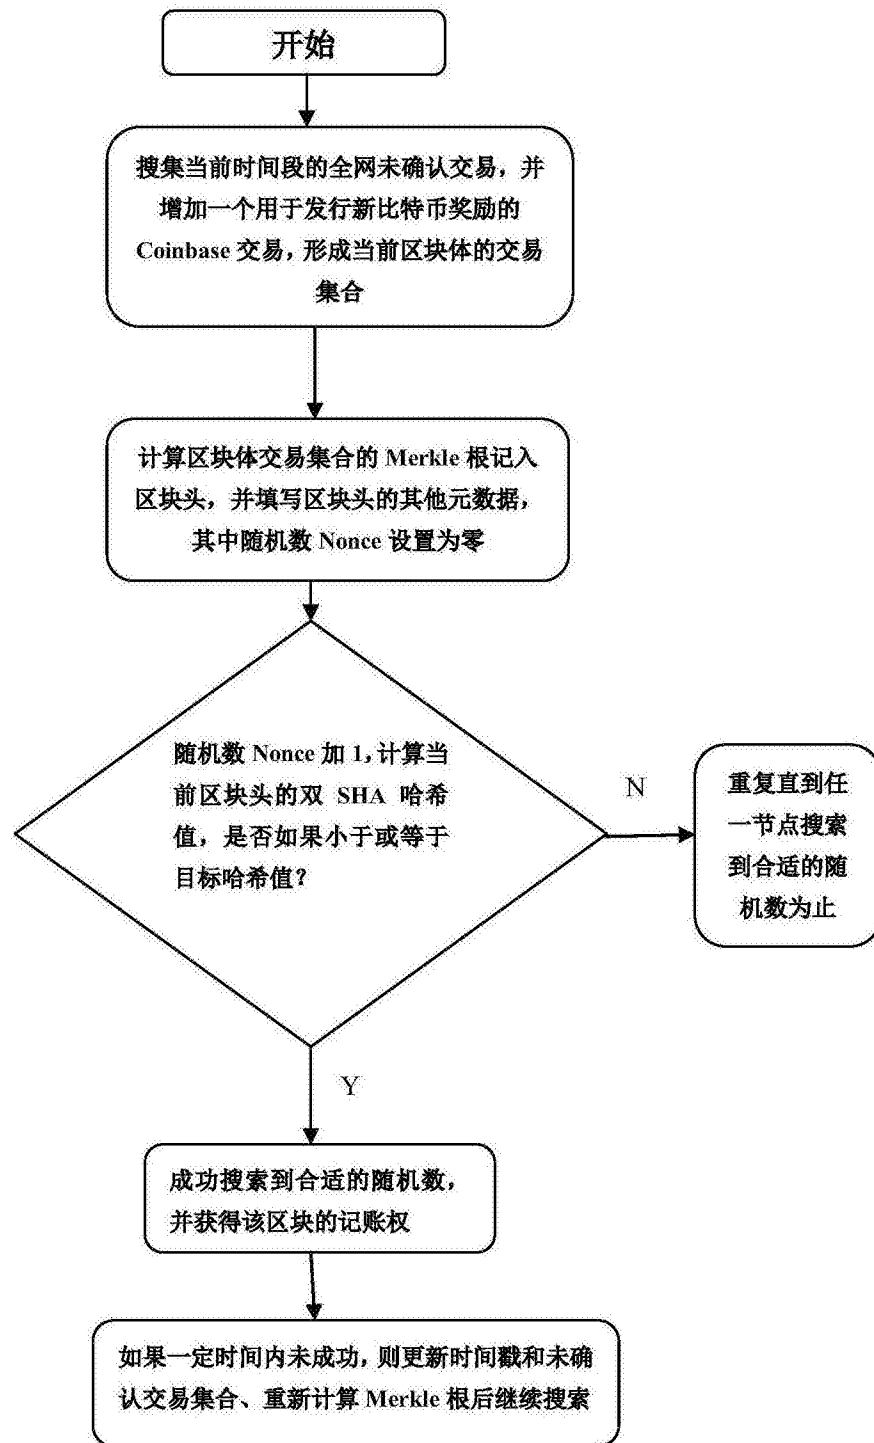 开始
搜集当前时间段的全网未确认交易，并
增加一个用于发行新比特币奖励的
Coinbase 交易，形成当前区块体的交易
集合
计算区块体交易集合的 Merkle 根记入
区块头，并填写区块头的其他元数据，
其中随机数 Nonce 设置为零
随机数 Nonce 加 1，计算当
前区块头的双 SHA 哈希
值，是否如果小于或等于
目标哈希值？
N
重复直到任
一节点搜索
到合适的随
机数为止
Y
成功搜索到合适的随机数，
并获得该区块的记账权
如果一定时间内未成功，则更新时间戳和未确
认交易集合、重新计算 Merkle 根后继续搜索